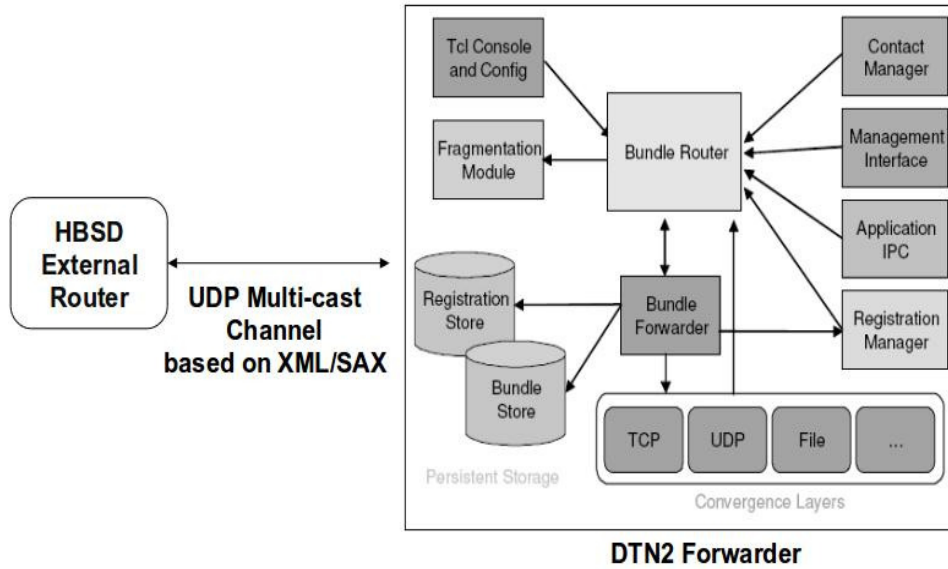 HBSD
External
Router
UDP Multi-cast
Channel
based on XML/SAX
Tcl Console
and Config
Fragmentation
Module
Bundle Router
Contact
Manager
Management
Interface
Application
IPC
Registration
Manager
Registration
Store
Bundle
Store
Bundle
Forwarder
Persistent Storage
TCP
UDP
File
...
Convergence Layers
DTN2 Forwarder